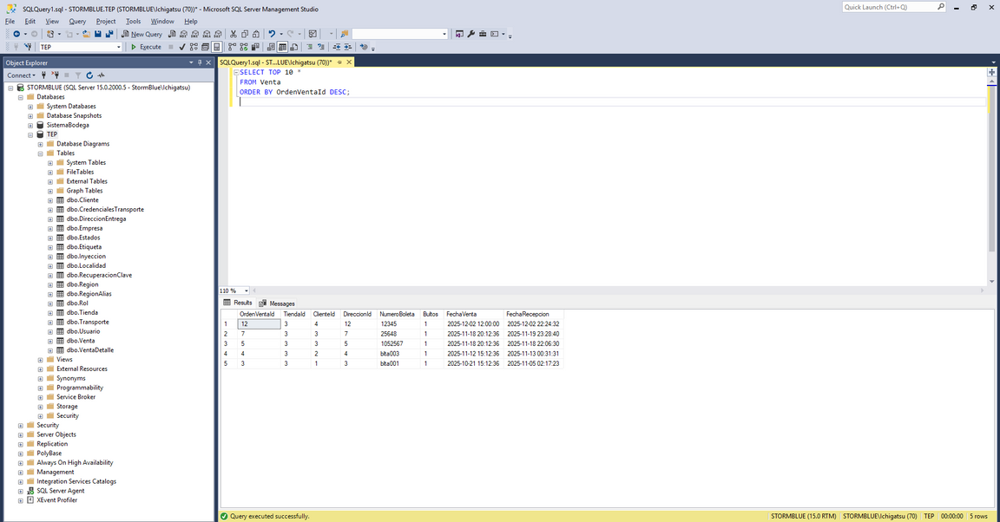 SQLQuery1.sql - STORMBLUE.TEP (STORMBLUE\Ichigatsu (70))* - Microsoft SQL Server Management Studio
Quick Launch (Ctrl+Q)
File Edit View Query Project Tools Window Help
New Query
TEP Execute
Object Explorer
Connect
STORMBLUE (SQL Server 15.0.2000.5 - StormBlue\Ichigatsu)
Databases
System Databases
Database Snapshots
SistemaBodega
TEP
Database Diagrams
Tables
System Tables
FileTables
External Tables
Graph Tables
dbo.Cliente
dbo.CredencialesTransporte
dbo.DireccionEntrega
dbo.Empresa
dbo.Estados
dbo.Etiqueta
dbo.Inyeccion
dbo.Localidad
dbo.RecuperacionClave
dbo.Region
dbo.RegionAlias
dbo.Rol
dbo.Tienda
dbo.Transporte
dbo.Usuario
dbo.Venta
dbo.VentaDetalle
Views
External Resources
Synonyms
Programmability
Service Broker
Storage
Security
Security
Server Objects
Replication
PolyBase
Always On High Availability
Management
Integration Services Catalogs
SQL Server Agent
XEvent Profiler
SQLQuery1.sql - ST...LUE\Ichigatsu (70))*
SELECT TOP 10 *
FROM Venta
ORDER BY OrdenVentaId DESC;
110 %
Results Messages
OrdenVentaId TiendaId ClienteId DireccionId NumeroBoleta Bultos FechaVenta FechaRecepcion
1 12 3 4 12 12345 1 2025-12-02 12:00:00 2025-12-02 22:24:32
2 7 3 3 7 25648 1 2025-11-18 20:12:36 2025-11-19 23:28:40
3 5 3 3 5 1052567 1 2025-11-18 20:12:36 2025-11-18 22:06:30
4 4 3 2 4 blta003 1 2025-11-12 15:12:36 2025-11-13 00:31:31
5 3 3 1 3 blta001 1 2025-10-21 15:12:36 2025-11-05 02:17:23
Query executed successfully.
STORMBLUE (15.0 RTM) STORMBLUE\Ichigatsu (70) TEP 00:00:00 5 rows